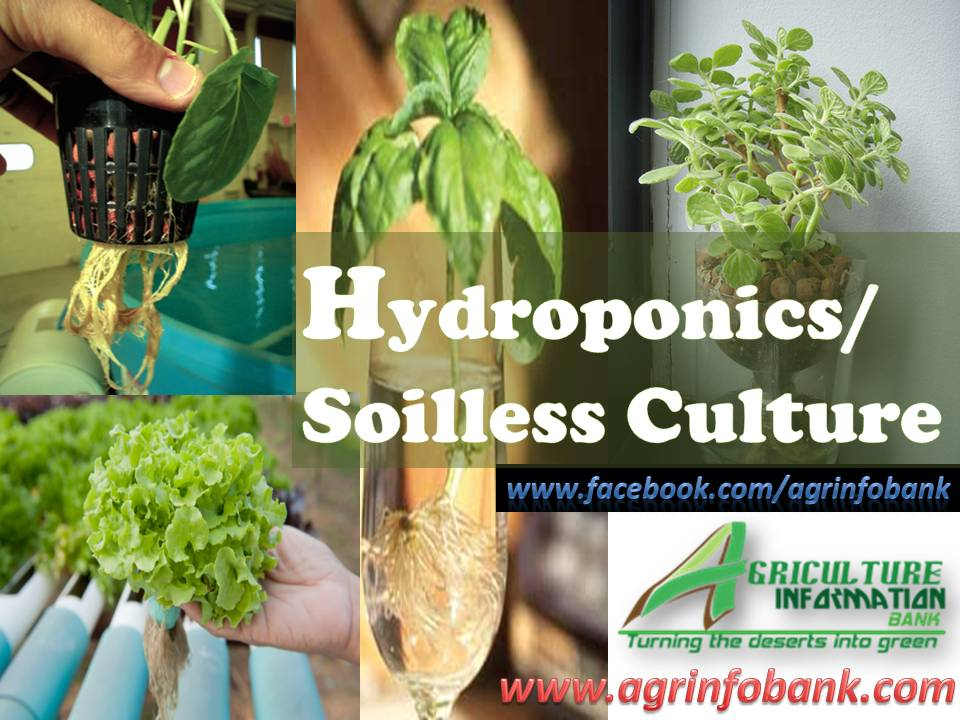 Hydroponics/
Soilless Culture
www.facebook.com/agrinfobank
AGRICULTURE
INFORMATION
BANK
Turning the deserts into green
www.agrinfobank.com